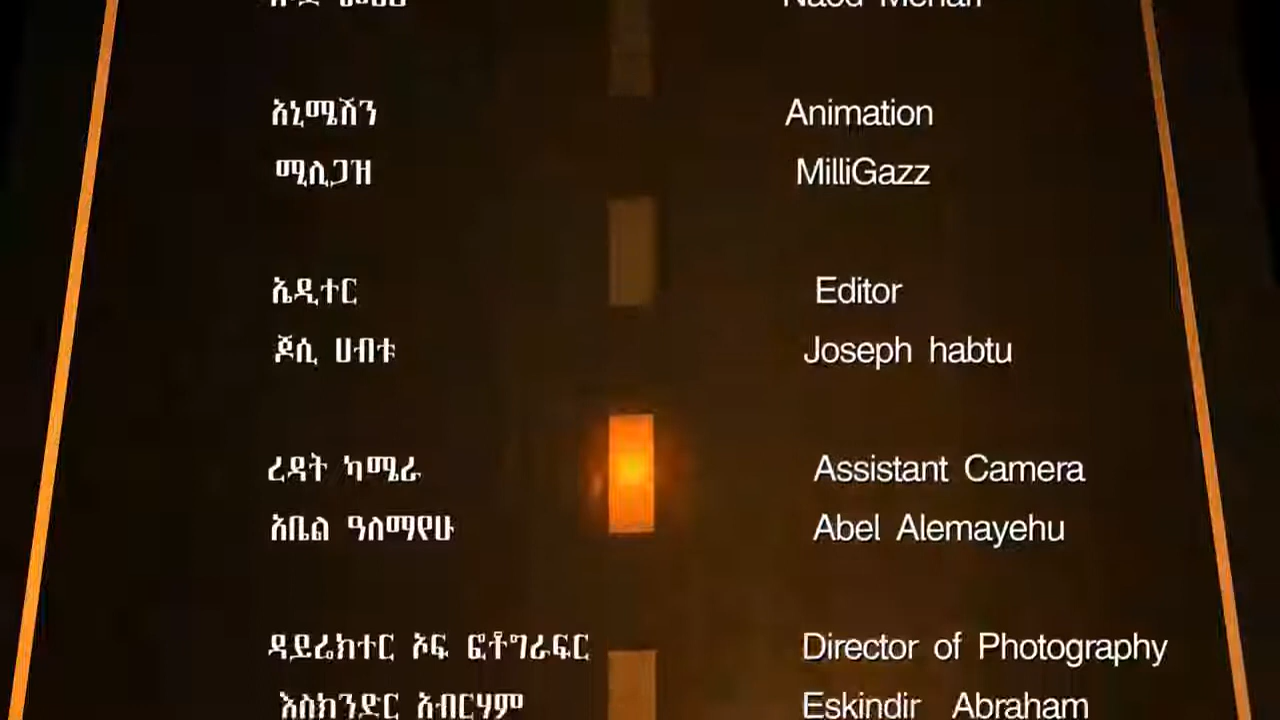 አኒሜሽን Animation
ሚሊጋዝ MilliGazz
ኤዲተር Editor
ጆሲ ሀብቱ Joseph habtu
ረዳት ካሜራ Assistant Camera
አቤል ዓለማየሁ Abel Alemayehu
ዳይሬክተር ኦፍ ፎቶግራፍር Director of Photography
እስክንድር አብርሃም Eskindir Abraham